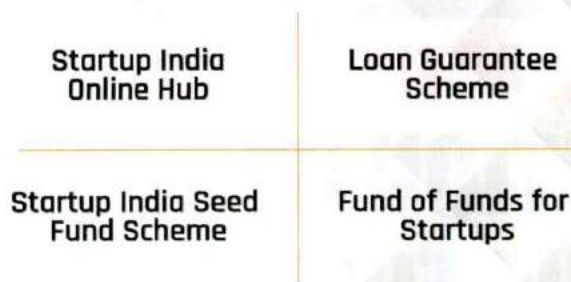 Startup India
Online Hub
Loan Guarantee
Scheme
Startup India Seed
Fund Scheme
Fund of Funds for
Startups